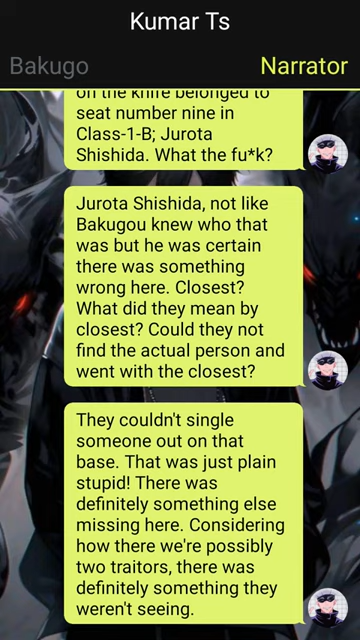 Kumar Ts
Bakugo
Narrator
on the knife belonged to
seat number nine in
Class-1-B; Jurota
Shishida. What the fu*k?
Jurota Shishida, not like
Bakugou knew who that
was but he was certain
there was something
wrong here. Closest?
What did they mean by
closest? Could they not
find the actual person and
went with the closest?
They couldn't single
someone out on that
base. That was just plain
stupid! There was
definitely something else
missing here. Considering
how there we're possibly
two traitors, there was
definitely something they
weren't seeing.